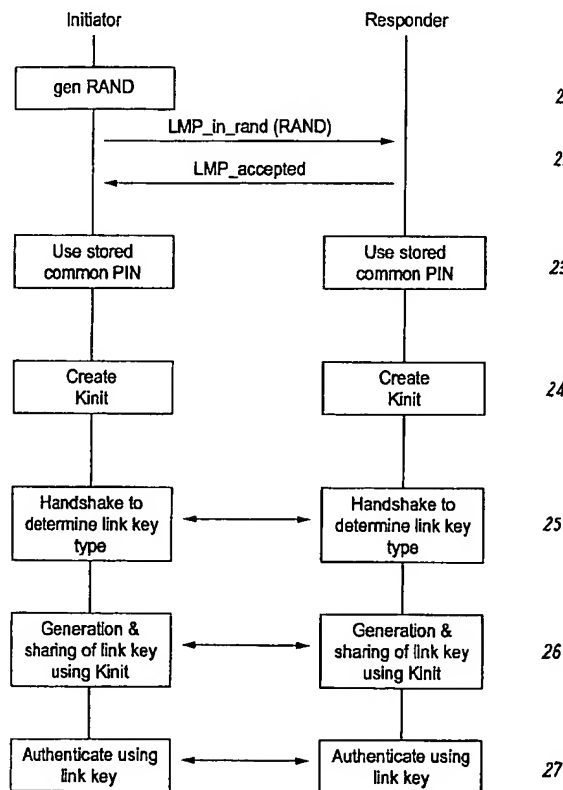 Initiator Responder
gen RAND
LMP_in_rand (RAND)
LMP_accepted
Use stored common PIN
Use stored common PIN
23
Create Kinit
Create Kinit
24
Handshake to determine link key type
Handshake to determine link key type
25
Generation & sharing of link key using Kinit
Generation & sharing of link key using Kinit
26
Authenticate using link key
Authenticate using link key
27